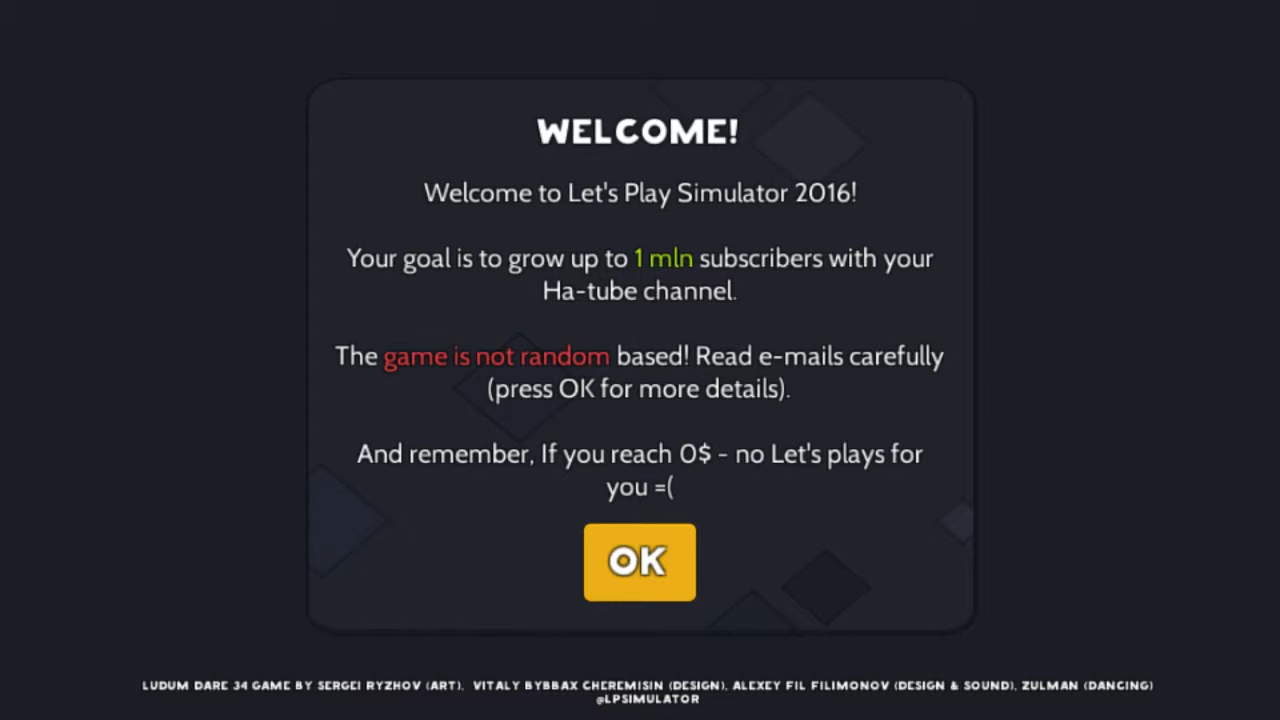 WELCOME!
Welcome to Let's Play Simulator 2016!
Your goal is to grow up to 1 mln subscribers with your
Ha-tube channel.
The game is not random based! Read e-mails carefully
(press OK for more details).
And remember, If you reach 0$ - no Let's plays for
you =(
OK
LUDUM DARE 34 GAME BY SERGEI RYZHOV (ART), VITALY BYBBAX CHEREMISIN (DESIGN), ALEXEY FIL FILIMONOV (DESIGN & SOUND), ZULMAN (DANCING)
@LPSIMULATOR